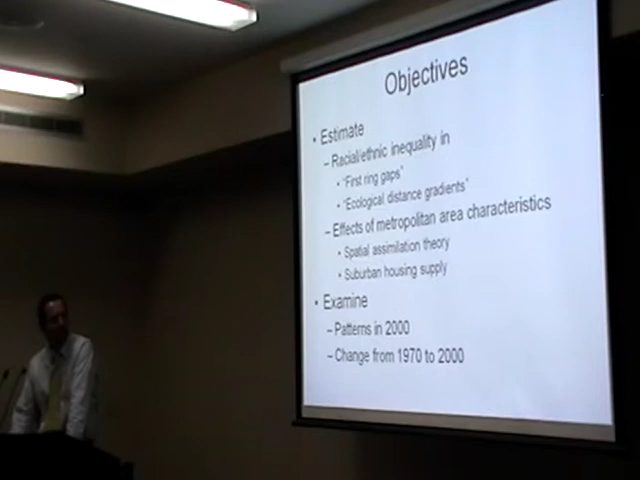 Objectives
• Estimate
– Racial/ethnic inequality in
• "First ring gaps"
• "Ecological distance gradients"
– Effects of metropolitan area characteristics
• Spatial assimilation theory
• Suburban housing supply
• Examine
– Patterns in 2000
– Change from 1970 to 2000